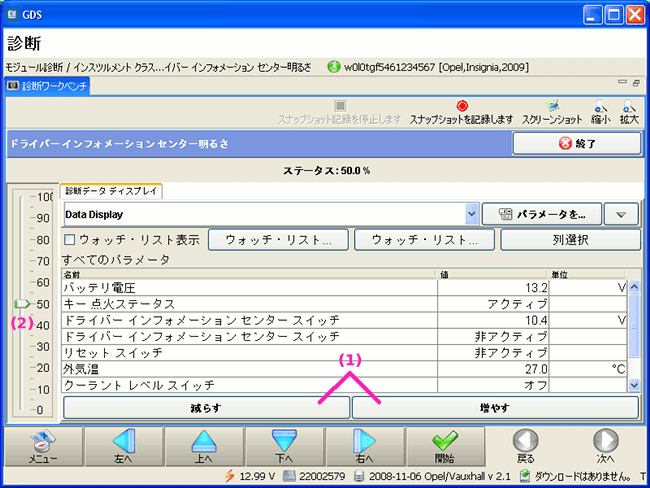 GDS
診断
モジュール診断 / インスツルメント クラス...イバー インフォメーション センター明るさ w0l0tgf5461234567 [Opel,Insignia,2009]
診断ワークベンチ
スナップショット記録を停止します スナップショットを記録します スクリーンショット 縮小 拡大
ドライバー インフォメーション センター明るさ 終了
ステータス: 50.0 %
診断データ ディスプレイ
Data Display パラメータを...
ウォッチ・リスト表示 ウォッチ・リスト... ウォッチ・リスト... 列選択
すべてのパラメータ
名前 値 単位
バッテリ電圧 13.2 V
キー 点火ステータス アクティブ
ドライバー インフォメーション センター スイッチ 10.4 V
ドライバー インフォメーション センター スイッチ 非アクティブ
リセット スイッチ 非アクティブ
外気温 27.0 °C
クーラント レベル スイッチ オフ
減らす 増やす
100
90
80
70
60
50
40
30
20
10
0
(1)
(2)
メニュー 左へ 上へ 下へ 右へ 開始 戻る 次へ
12.99 V 22002579 2008-11-06 Opel/Vauxhall v 2.1 ダウンロードはありません。 T